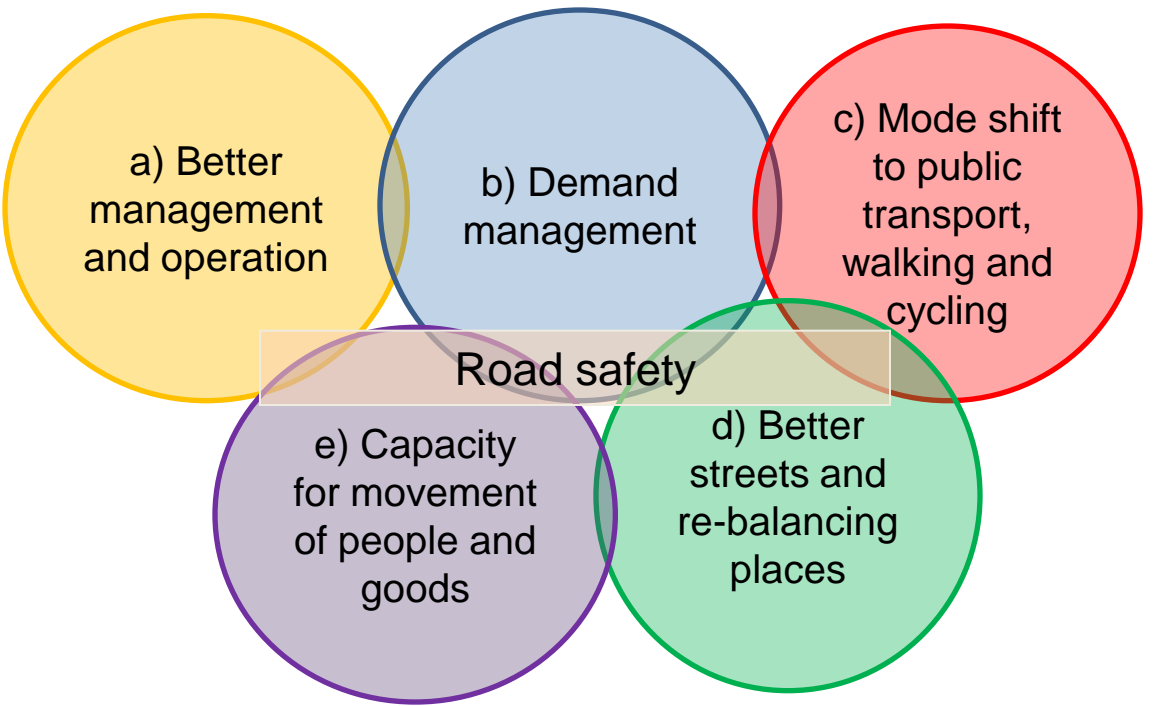 a) Better
management
and operation
b) Demand
management
c) Mode shift
to public
transport,
walking and
cycling
Road safety
e) Capacity
for movement
of people and
goods
d) Better
streets and
re-balancing
places